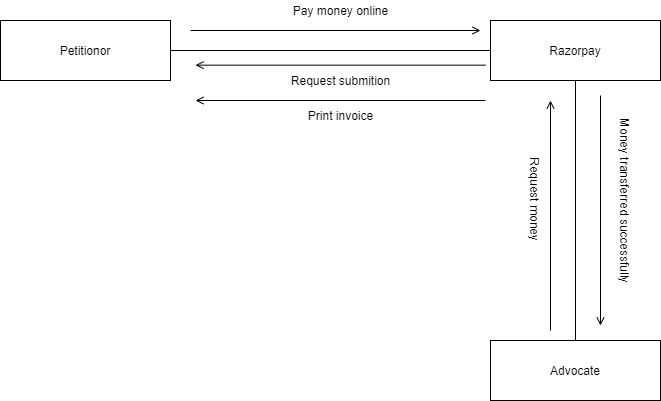 Pay money online
Petitionor
Razorpay
Request submition
Print invoice
Request money
Money transferred successfully
Advocate